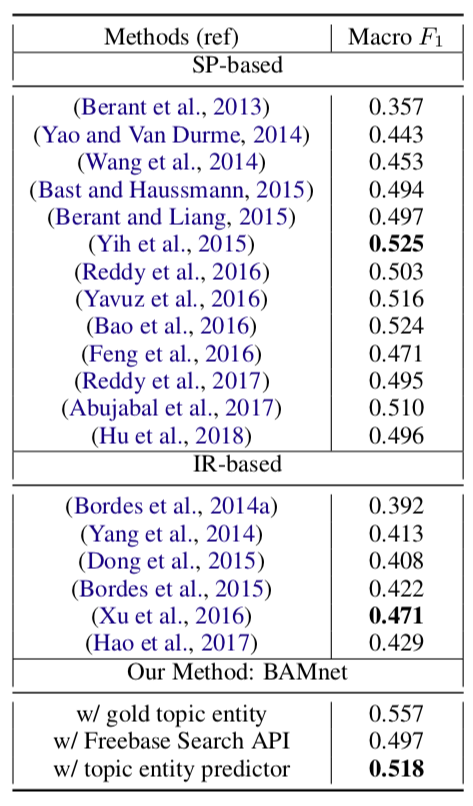 Methods (ref) Macro F1
SP-based
(Berant et al., 2013) 0.357
(Yao and Van Durme, 2014) 0.443
(Wang et al., 2014) 0.453
(Bast and Haussmann, 2015) 0.494
(Berant and Liang, 2015) 0.497
(Yih et al., 2015) 0.525
(Reddy et al., 2016) 0.503
(Yavuz et al., 2016) 0.516
(Bao et al., 2016) 0.524
(Feng et al., 2016) 0.471
(Reddy et al., 2017) 0.495
(Abujabal et al., 2017) 0.510
(Hu et al., 2018) 0.496
IR-based
(Bordes et al., 2014a) 0.392
(Yang et al., 2014) 0.413
(Dong et al., 2015) 0.408
(Bordes et al., 2015) 0.422
(Xu et al., 2016) 0.471
(Hao et al., 2017) 0.429
Our Method: BAMnet
w/ gold topic entity 0.557
w/ Freebase Search API 0.497
w/ topic entity predictor 0.518